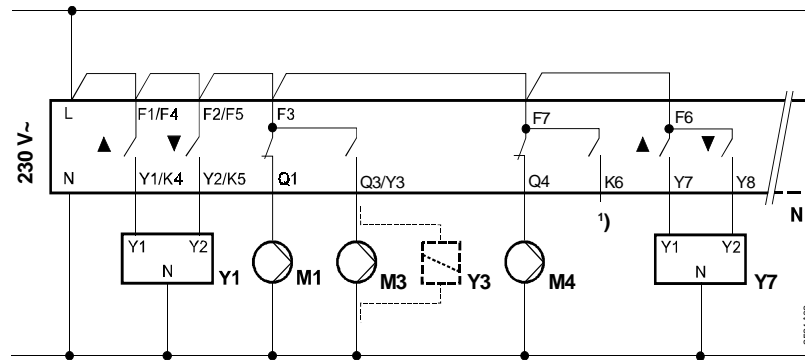 230 V~
L F1/F4 F2/F5 F3 F7 F6
N Y1/K4 Y2/K5 Q1 Q3/Y3 Q4 K6 Y7 Y8
N
¹)
Y1 Y2 Y1 Y2
N Y1 M1 M3 Y3 M4 N Y7